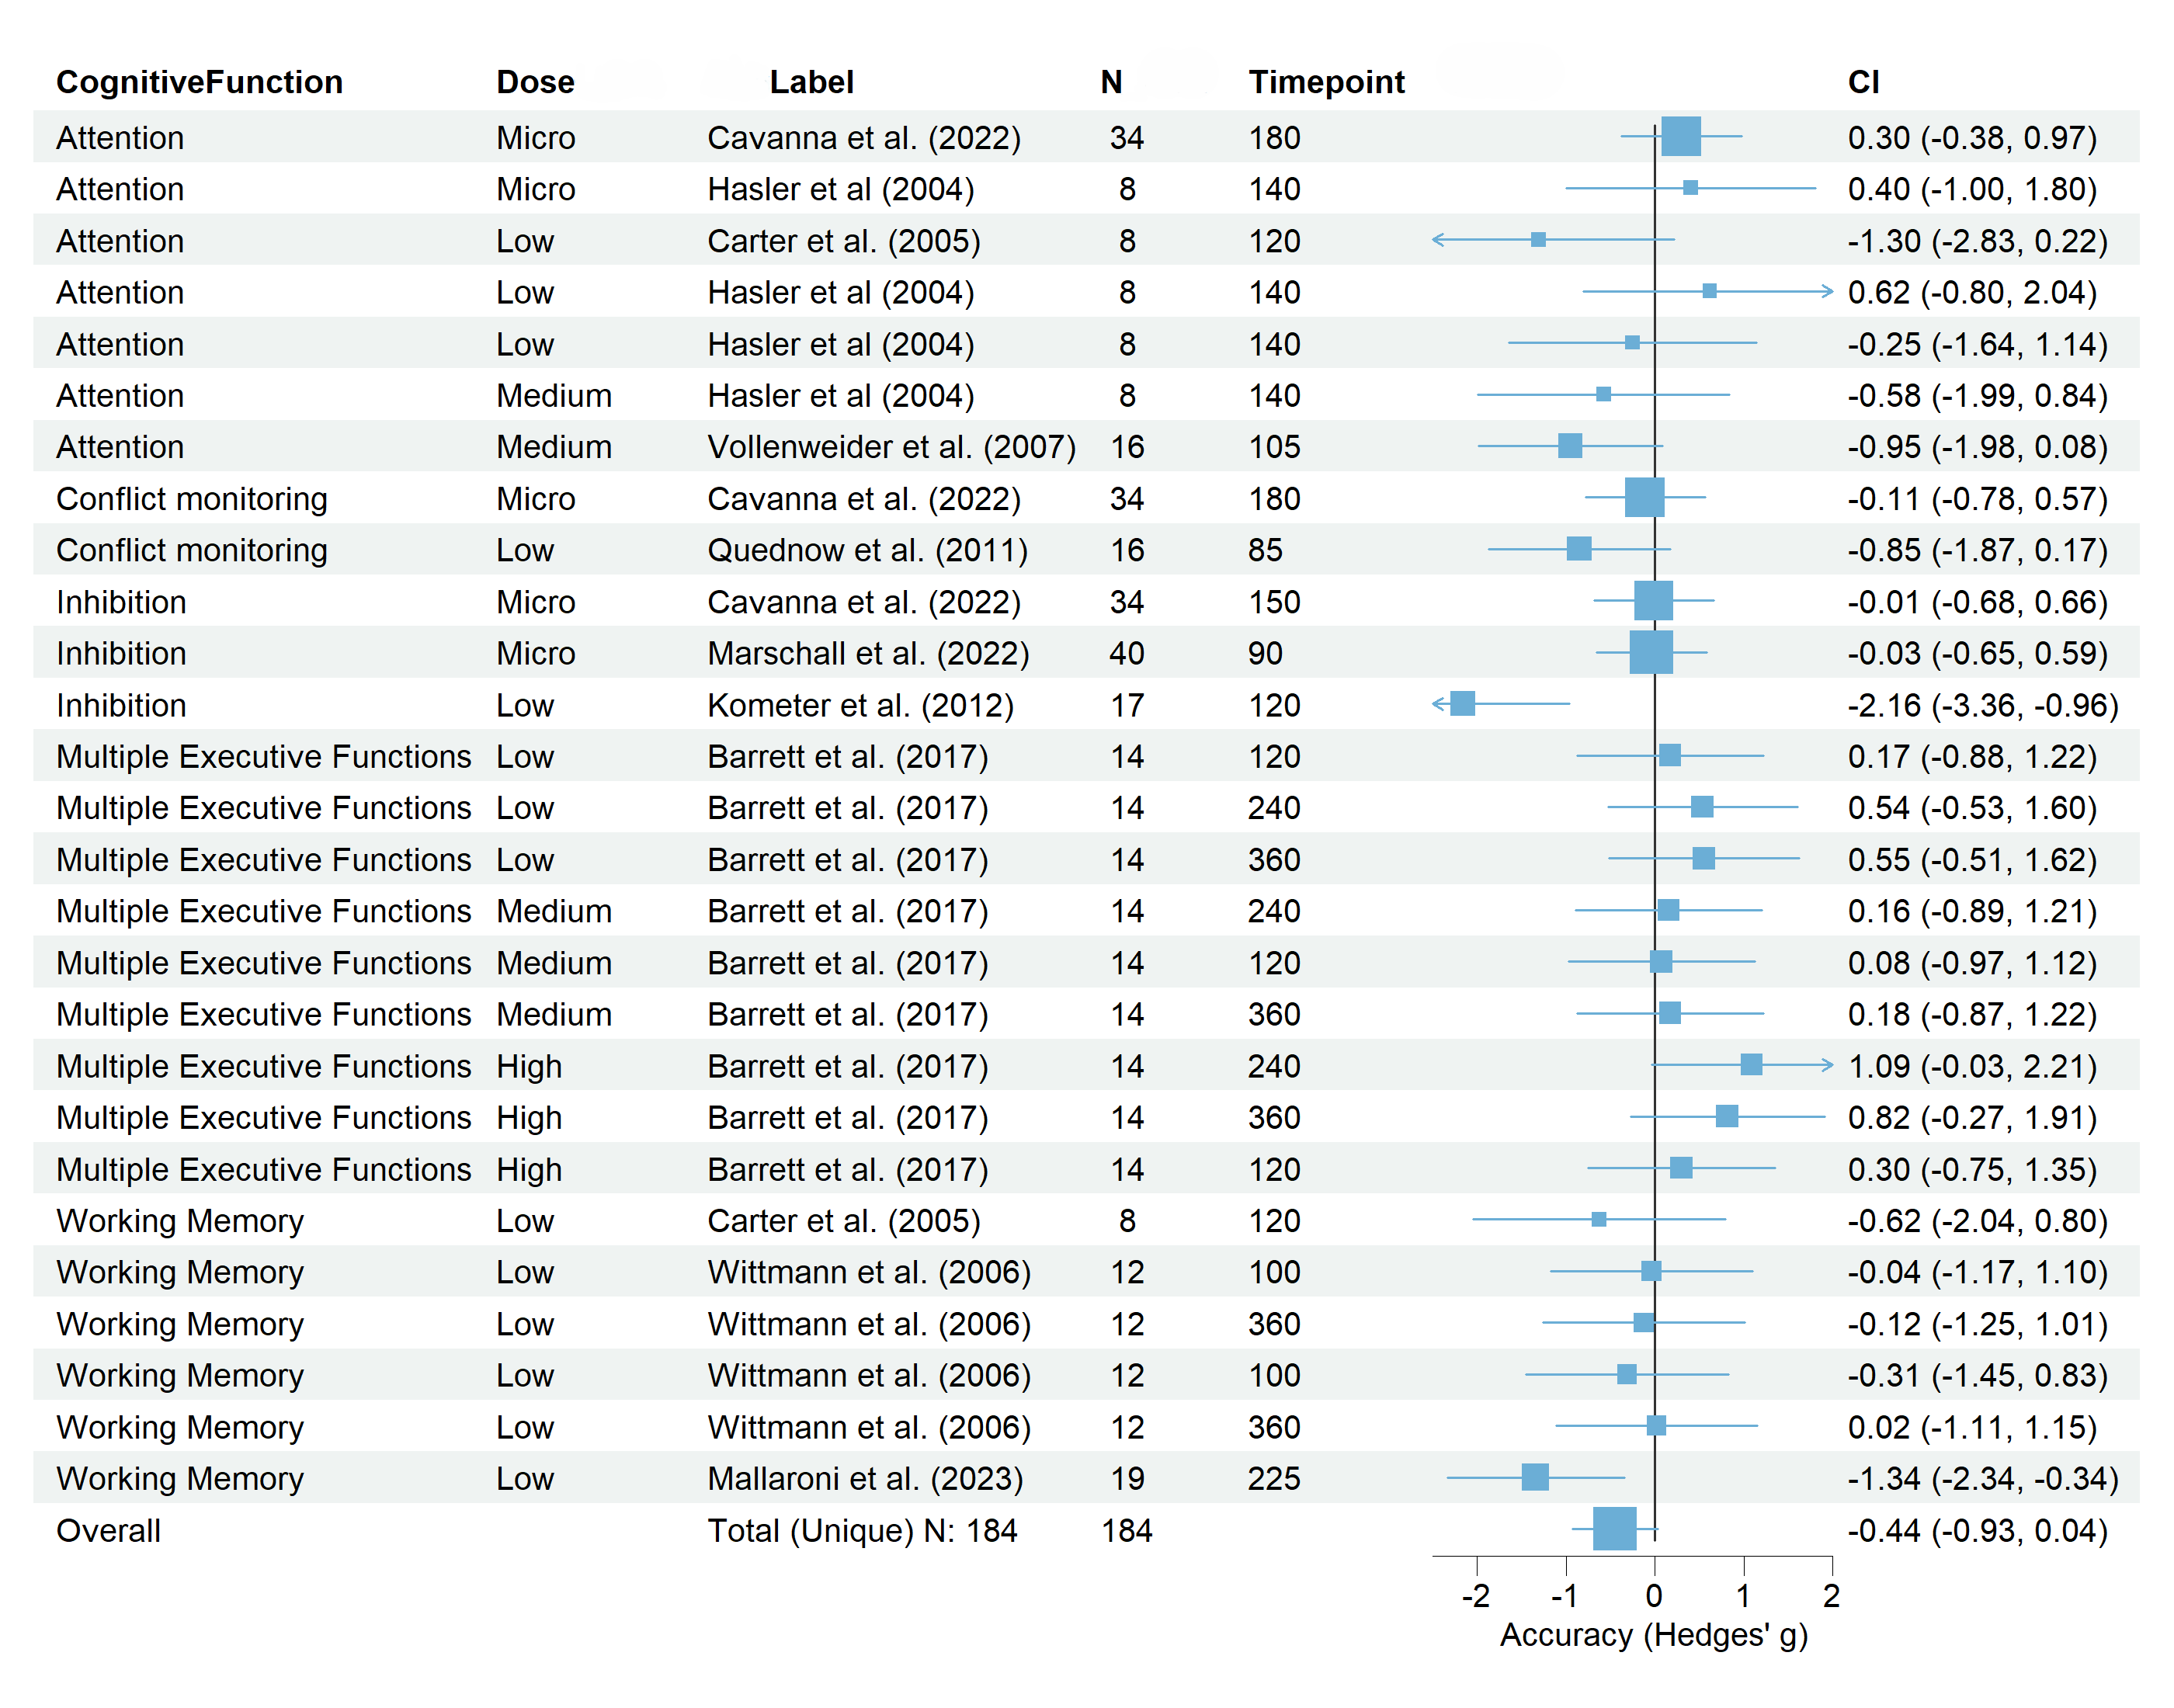 CognitiveFunction Dose Label N Timepoint CI
Attention Micro Cavanna et al. (2022) 34 180 0.30 (-0.38, 0.97)
Attention Micro Hasler et al (2004) 8 140 0.40 (-1.00, 1.80)
Attention Low Carter et al. (2005) 8 120 -1.30 (-2.83, 0.22)
Attention Low Hasler et al (2004) 8 140 0.62 (-0.80, 2.04)
Attention Low Hasler et al (2004) 8 140 -0.25 (-1.64, 1.14)
Attention Medium Hasler et al (2004) 8 140 -0.58 (-1.99, 0.84)
Attention Medium Vollenweider et al. (2007) 16 105 -0.95 (-1.98, 0.08)
Conflict monitoring Micro Cavanna et al. (2022) 34 180 -0.11 (-0.78, 0.57)
Conflict monitoring Low Quednow et al. (2011) 16 85 -0.85 (-1.87, 0.17)
Inhibition Micro Cavanna et al. (2022) 34 150 -0.01 (-0.68, 0.66)
Inhibition Micro Marschall et al. (2022) 40 90 -0.03 (-0.65, 0.59)
Inhibition Low Kometer et al. (2012) 17 120 -2.16 (-3.36, -0.96)
Multiple Executive Functions Low Barrett et al. (2017) 14 120 0.17 (-0.88, 1.22)
Multiple Executive Functions Low Barrett et al. (2017) 14 240 0.54 (-0.53, 1.60)
Multiple Executive Functions Low Barrett et al. (2017) 14 360 0.55 (-0.51, 1.62)
Multiple Executive Functions Medium Barrett et al. (2017) 14 240 0.16 (-0.89, 1.21)
Multiple Executive Functions Medium Barrett et al. (2017) 14 120 0.08 (-0.97, 1.12)
Multiple Executive Functions Medium Barrett et al. (2017) 14 360 0.18 (-0.87, 1.22)
Multiple Executive Functions High Barrett et al. (2017) 14 240 1.09 (-0.03, 2.21)
Multiple Executive Functions High Barrett et al. (2017) 14 360 0.82 (-0.27, 1.91)
Multiple Executive Functions High Barrett et al. (2017) 14 120 0.30 (-0.75, 1.35)
Working Memory Low Carter et al. (2005) 8 120 -0.62 (-2.04, 0.80)
Working Memory Low Wittmann et al. (2006) 12 100 -0.04 (-1.17, 1.10)
Working Memory Low Wittmann et al. (2006) 12 360 -0.12 (-1.25, 1.01)
Working Memory Low Wittmann et al. (2006) 12 100 -0.31 (-1.45, 0.83)
Working Memory Low Wittmann et al. (2006) 12 360 0.02 (-1.11, 1.15)
Working Memory Low Mallaroni et al. (2023) 19 225 -1.34 (-2.34, -0.34)
Overall Total (Unique) N: 184 184 -0.44 (-0.93, 0.04)
-2 -1 0 1 2
Accuracy (Hedges' g)